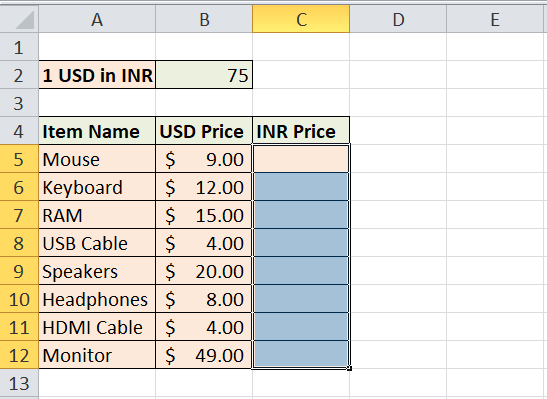 A B C D E
1
2 1 USD in INR 75
3
4 Item Name USD Price INR Price
5 Mouse $ 9.00
6 Keyboard $ 12.00
7 RAM $ 15.00
8 USB Cable $ 4.00
9 Speakers $ 20.00
10 Headphones $ 8.00
11 HDMI Cable $ 4.00
12 Monitor $ 49.00
13